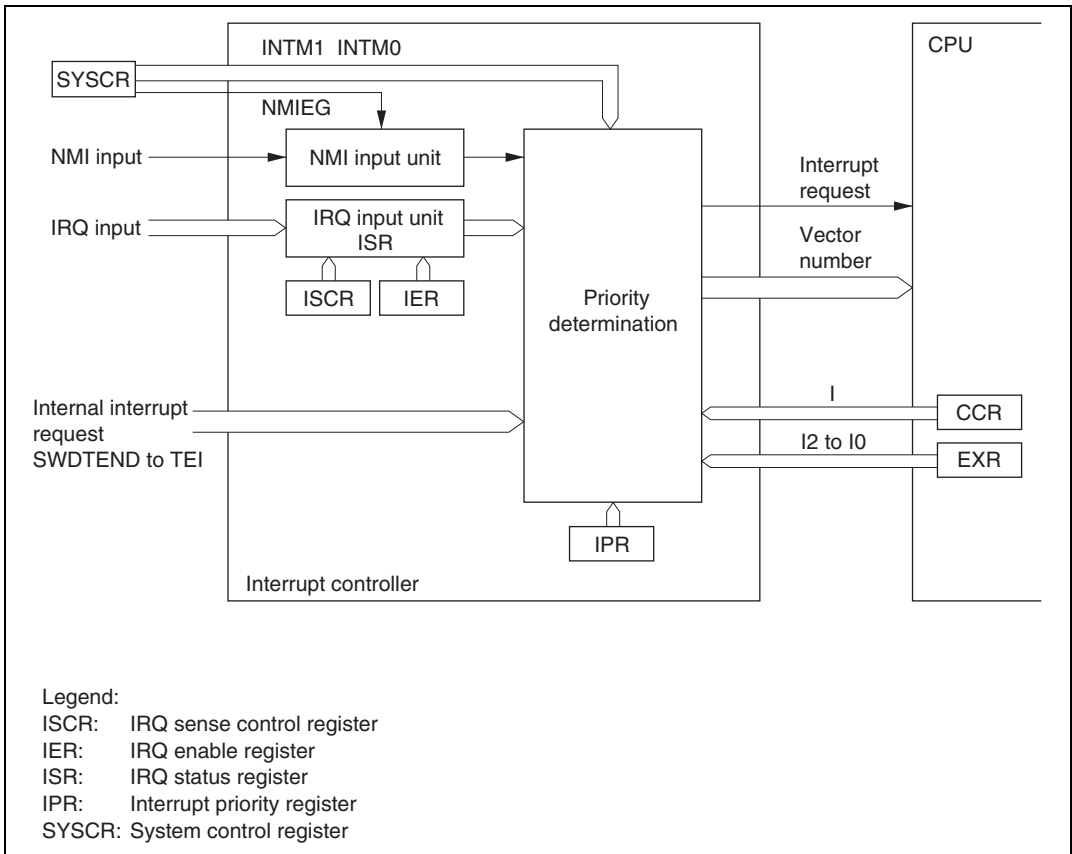 INTM1 INTM0
CPU
SYSCR
NMIEG
NMI input
NMI input unit
Interrupt
request
IRQ input
IRQ input unit
ISR
Vector
number
ISCR
IER
Priority
determination
Internal interrupt
request
SWDTEND to TEI
I
CCR
I2 to I0
EXR
IPR
Interrupt controller
Legend:
ISCR: IRQ sense control register
IER: IRQ enable register
ISR: IRQ status register
IPR: Interrupt priority register
SYSCR: System control register